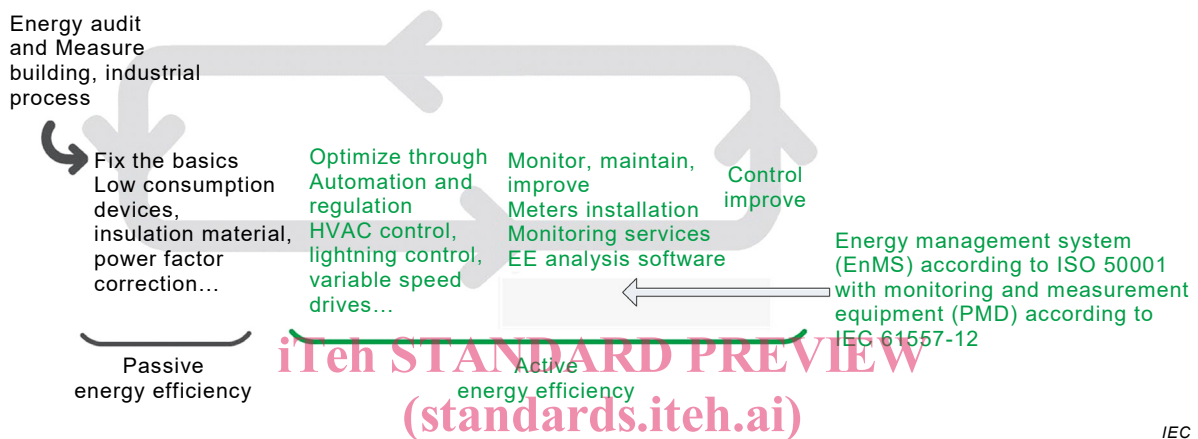 Energy audit
and Measure
building, industrial
process
Fix the basics
Low consumption
devices,
insulation material,
power factor
correction…
Optimize through
Automation and
regulation
HVAC control,
lightning control,
variable speed
drives…
Monitor, maintain,
improve
Meters installation
Monitoring services
EE analysis software
Control
improve
Energy management system
(EnMS) according to ISO 50001
with monitoring and measurement
equipment (PMD) according to
IEC 61557-12
Passive
energy efficiency
Active
energy efficiency
iTeh STANDARD PREVIEW
(standards.iteh.ai)
IEC